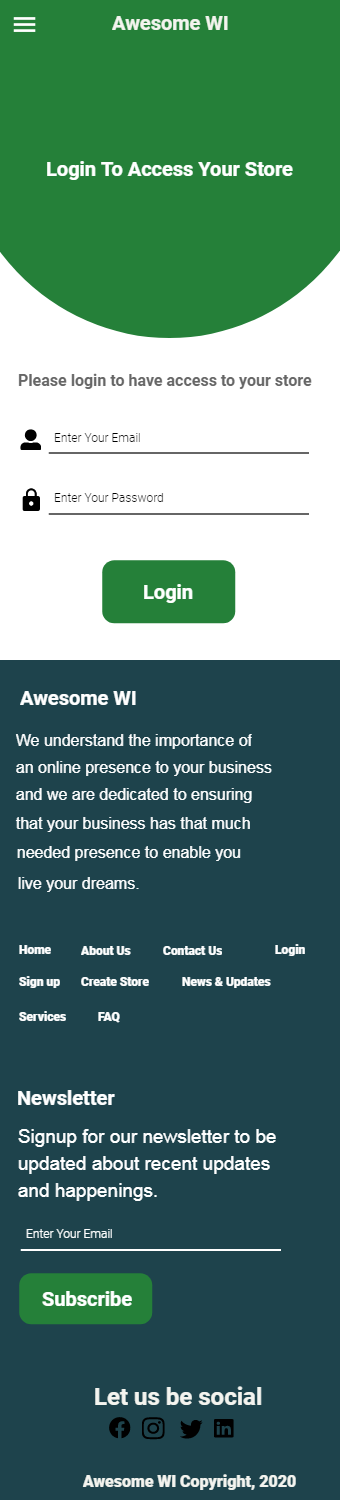 Awesome WI
Login To Access Your Store
Please login to have access to your store
Enter Your Email
Enter Your Password
Login
Awesome WI
We understand the importance of
an online presence to your business
and we are dedicated to ensuring
that your business has that much
needed presence to enable you
live your dreams.
Home About Us Contact Us Login
Sign up Create Store News & Updates
Services FAQ
Newsletter
Signup for our newsletter to be
updated about recent updates
and happenings.
Enter Your Email
Subscribe
Let us be social
Awesome WI Copyright, 2020